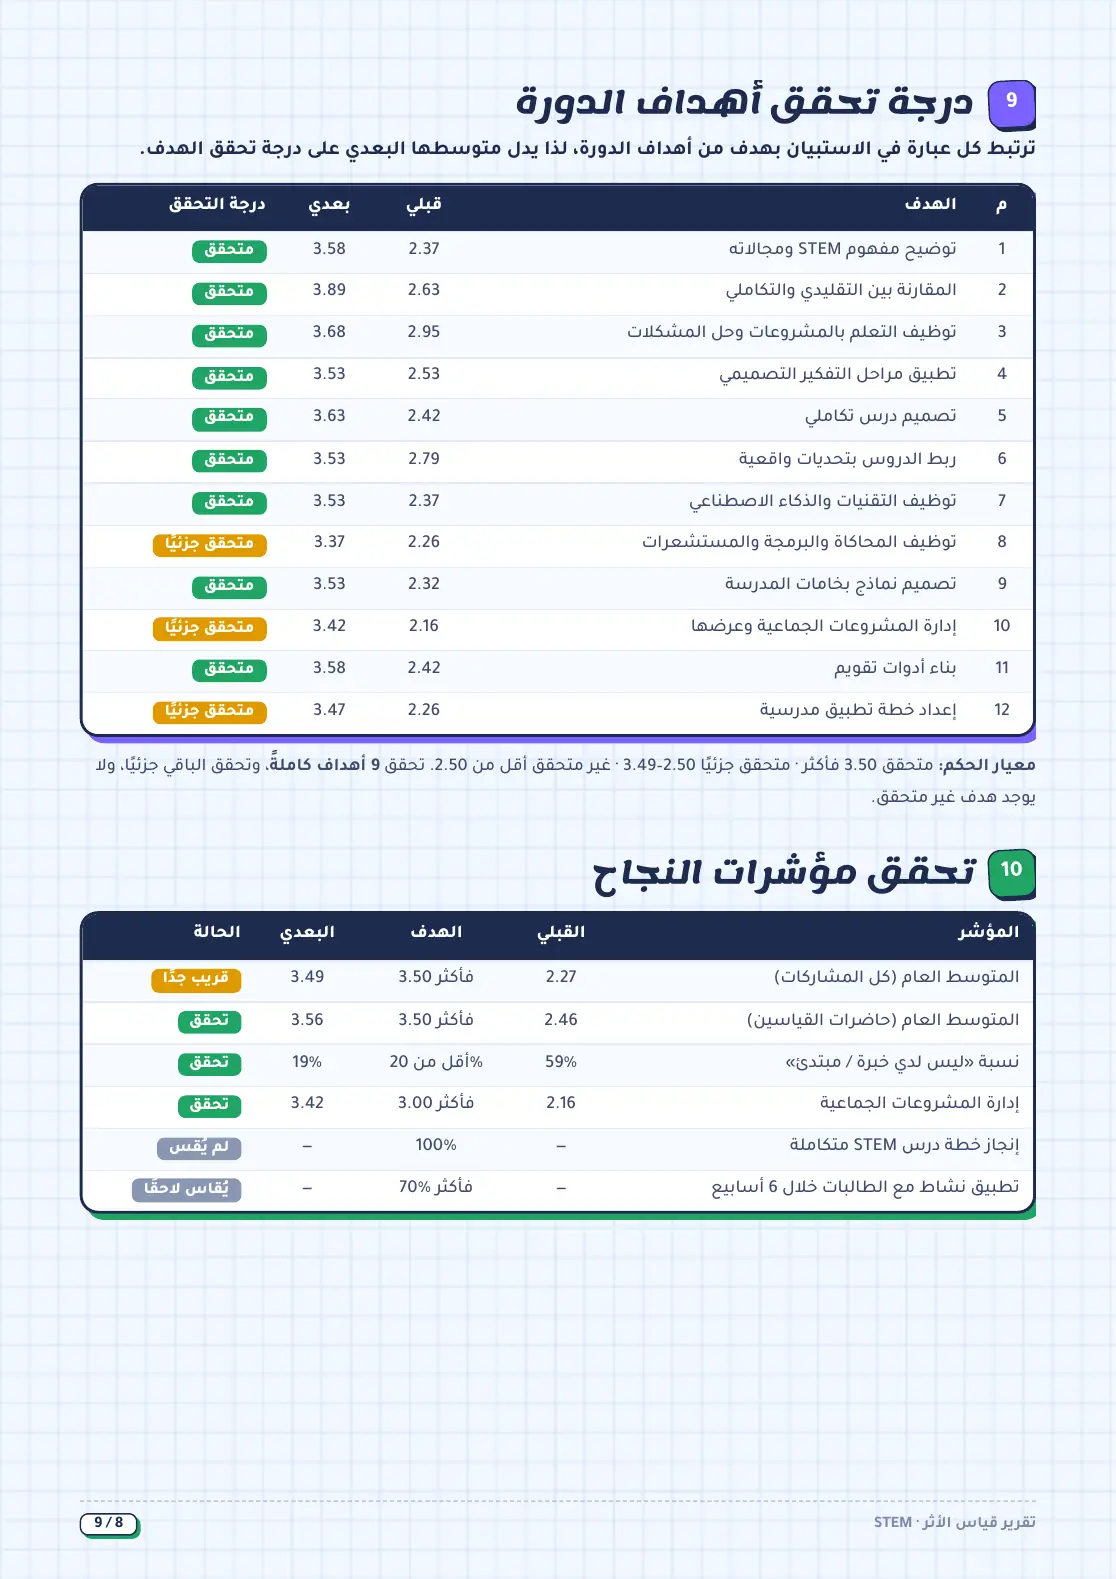 9 درجة تحقق أهداف الدورة
ترتبط كل عبارة في الاستبيان بهدف من أهداف الدورة، لذا يدل متوسطها البعدي على درجة تحقق الهدف.
م الهدف قبلي بعدي درجة التحقق
1 توضيح مفهوم STEM ومجالاته 2.37 3.58 متحقق
2 المقارنة بين التقليدي والتكاملي 2.63 3.89 متحقق
3 توظيف التعلم بالمشروعات وحل المشكلات 2.95 3.68 متحقق
4 تطبيق مراحل التفكير التصميمي 2.53 3.53 متحقق
5 تصميم درس تكاملي 2.42 3.63 متحقق
6 ربط الدروس بتحديات واقعية 2.79 3.53 متحقق
7 توظيف التقنيات والذكاء الاصطناعي 2.37 3.53 متحقق
8 توظيف المحاكاة والبرمجة والمستشعرات 2.26 3.37 متحقق جزئيًا
9 تصميم نماذج بخامات المدرسة 2.32 3.53 متحقق
10 إدارة المشروعات الجماعية وعرضها 2.16 3.42 متحقق جزئيًا
11 بناء أدوات تقويم 2.42 3.58 متحقق
12 إعداد خطة تطبيق مدرسية 2.26 3.47 متحقق جزئيًا
معيار الحكم: متحقق 3.50 فأكثر · متحقق جزئيًا 2.50–3.49 · غير متحقق أقل من 2.50. تحقق 9 أهداف كاملةً، وتحقق الباقي جزئيًا، ولا
يوجد هدف غير متحقق.
10 تحقق مؤشرات النجاح
المؤشر القبلي الهدف البعدي الحالة
المتوسط العام (كل المشاركات) 2.27 3.50 فأكثر 3.49 قريب جدًا
المتوسط العام (حاضرات القياسين) 2.46 3.50 فأكثر 3.56 تحقق
نسبة «ليس لدي خبرة / مبتدئ» 59% أقل من 20% 19% تحقق
إدارة المشروعات الجماعية 2.16 3.00 فأكثر 3.42 تحقق
إنجاز خطة درس STEM متكاملة – 100% – لم يُقس
تطبيق نشاط مع الطالبات خلال 6 أسابيع – 70% فأكثر – يُقاس لاحقًا
تقرير قياس الأثر · STEM
9 / 8